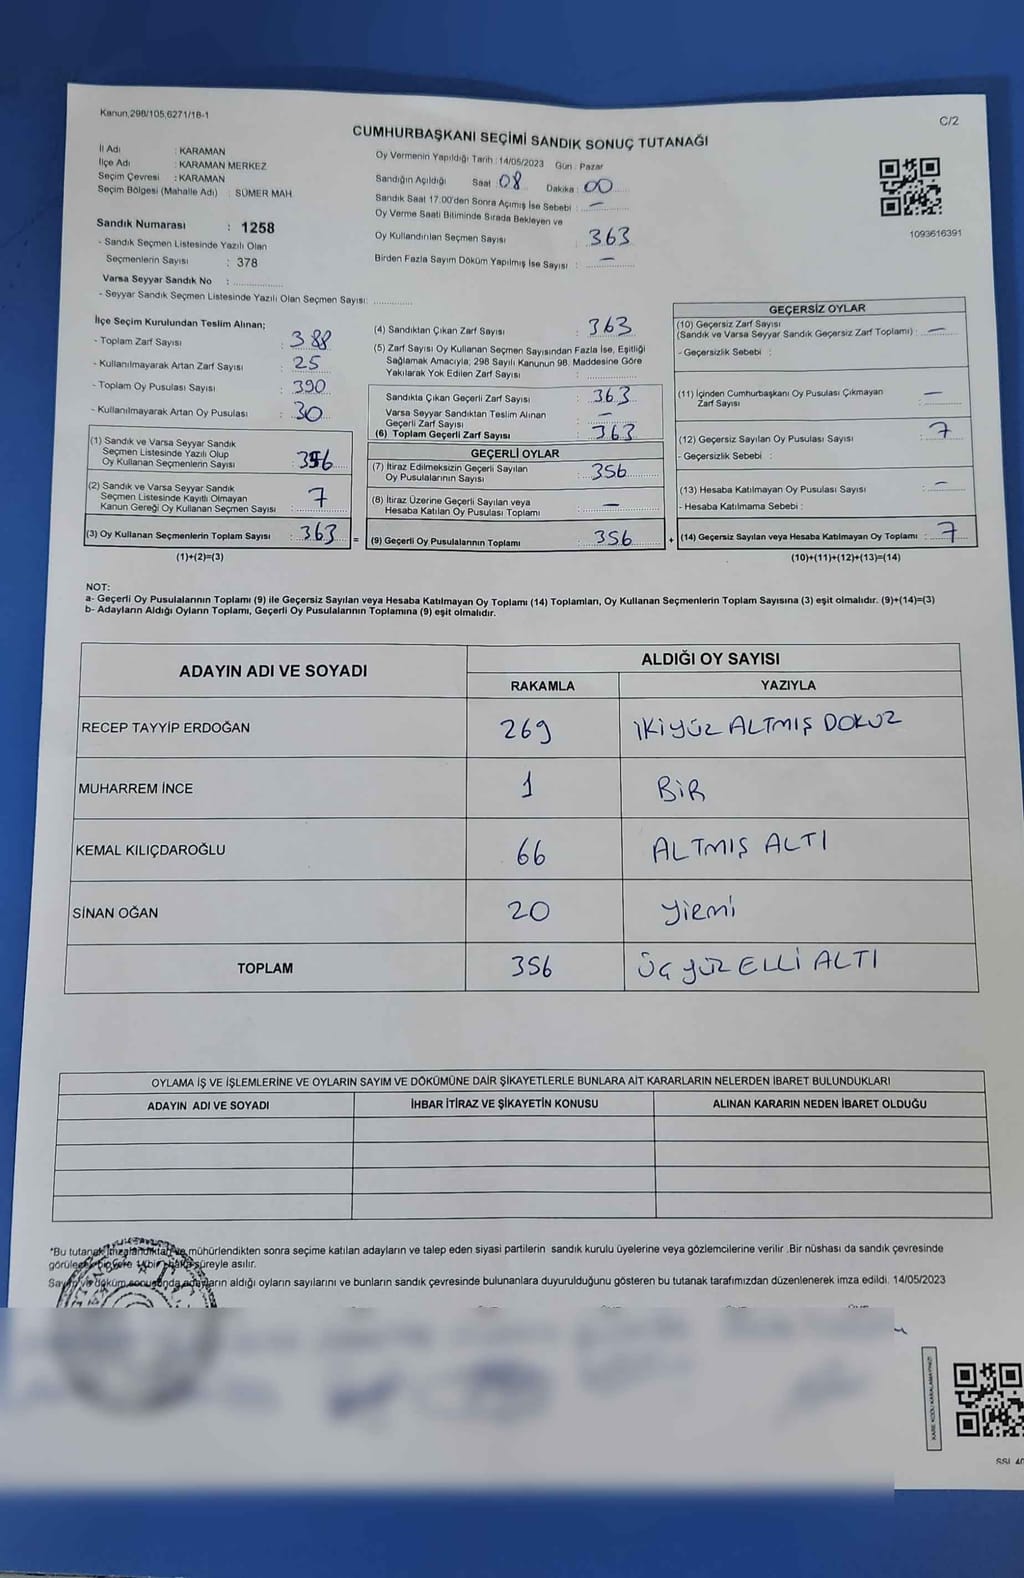 Kanun,298/105,6271/18-1
C/2
CUMHURBAŞKANI SEÇİMİ SANDIK SONUÇ TUTANAĞI
İl Adı : KARAMAN
İlçe Adı : KARAMAN MERKEZ
Seçim Çevresi : KARAMAN
Seçim Bölgesi (Mahalle Adı) : SÜMER MAH
Sandık Numarası : 1258
- Sandık Seçmen Listesinde Yazılı Olan
Seçmenlerin Sayısı : 378
Varsa Seyyar Sandık No :
- Seyyar Sandık Seçmen Listesinde Yazılı Olan Seçmen Sayısı:
Oy Vermenin Yapıldığı Tarih : 14/05/2023 Gün : Pazar
Sandığın Açıldığı Saat : 08 Dakika : 00
Sandık Saat 17.00'den Sonra Açımış İse Sebebi : —
Oy Verme Saati Bitiminde Sırada Bekleyen ve
Oy Kullandırılan Seçmen Sayısı : 363
Birden Fazla Sayım Döküm Yapılmış İse Sayısı : —
1093616391
İlçe Seçim Kurulundan Teslim Alınan;
- Toplam Zarf Sayısı : 388
- Kullanılmayarak Artan Zarf Sayısı : 25
- Toplam Oy Pusulası Sayısı : 390
- Kullanılmayarak Artan Oy Pusulası : 30
(1) Sandık ve Varsa Seyyar Sandık
Seçmen Listesinde Yazılı Olup
Oy Kullanan Seçmenlerin Sayısı : 356
(2) Sandık ve Varsa Seyyar Sandık
Seçmen Listesinde Kayıtlı Olmayan
Kanun Gereği Oy Kullanan Seçmen Sayısı : 7
(3) Oy Kullanan Seçmenlerin Toplam Sayısı : 363
(1)+(2)=(3)
(4) Sandıktan Çıkan Zarf Sayısı : 363
(5) Zarf Sayısı Oy Kullanan Seçmen Sayısından Fazla İse, Eşitliği
Sağlamak Amacıyla; 298 Sayılı Kanunun 98. Maddesine Göre
Yakılarak Yok Edilen Zarf Sayısı :
Sandıkta Çıkan Geçerli Zarf Sayısı : 363
Varsa Seyyar Sandıktan Teslim Alınan
Geçerli Zarf Sayısı : —
(6) Toplam Geçerli Zarf Sayısı : 363
GEÇERLİ OYLAR
(7) İtiraz Edilmeksizin Geçerli Sayılan
Oy Pusulalarının Sayısı : 356
(8) İtiraz Üzerine Geçerli Sayılan veya
Hesaba Katılan Oy Pusulası Toplamı : —
= (9) Geçerli Oy Pusulalarının Toplamı : 356
GEÇERSİZ OYLAR
(10) Geçersiz Zarf Sayısı
(Sandık ve Varsa Seyyar Sandık Geçersiz Zarf Toplamı) : —
- Geçersizlik Sebebi :
(11) İçinden Cumhurbaşkanı Oy Pusulası Çıkmayan
Zarf Sayısı : —
(12) Geçersiz Sayılan Oy Pusulası Sayısı : 7
- Geçersizlik Sebebi :
(13) Hesaba Katılmayan Oy Pusulası Sayısı : —
- Hesaba Katılmama Sebebi :
+ (14) Geçersiz Sayılan veya Hesaba Katılmayan Oy Toplamı : 7
(10)+(11)+(12)+(13)=(14)
NOT:
a- Geçerli Oy Pusulalarının Toplamı (9) ile Geçersiz Sayılan veya Hesaba Katılmayan Oy Toplamı (14) Toplamları, Oy Kullanan Seçmenlerin Toplam Sayısına (3) eşit olmalıdır. (9)+(14)=(3)
b- Adayların Aldığı Oyların Toplamı, Geçerli Oy Pusulalarının Toplamına (9) eşit olmalıdır.
ADAYIN ADI VE SOYADI ALDIĞI OY SAYISI
RAKAMLA YAZIYLA
RECEP TAYYİP ERDOĞAN 269 İKİYÜZ ALTMIŞ DOKUZ
MUHARREM İNCE 1 BİR
KEMAL KILIÇDAROĞLU 66 ALTMIŞ ALTI
SİNAN OĞAN 20 YİRMİ
TOPLAM 356 ÜÇ YÜZ ELLİ ALTI
OYLAMA İŞ VE İŞLEMLERİNE VE OYLARIN SAYIM VE DÖKÜMÜNE DAİR ŞİKAYETLERLE BUNLARA AİT KARARLARIN NELERDEN İBARET BULUNDUKLARI
ADAYIN ADI VE SOYADI İHBAR İTİRAZ VE ŞİKAYETİN KONUSU ALINAN KARARIN NEDEN İBARET OLDUĞU
*Bu tutanak imzalandıktan ve mühürlendikten sonra seçime katılan adayların ve talep eden siyasi partilerin sandık kurulu üyelerine veya gözlemcilerine verilir .Bir nüshası da sandık çevresinde
görülecek bir yere 1 bir hafta süreyle asılır.
Sayım ve döküm sonucunda adayların aldığı oyların sayılarını ve bunların sandık çevresinde bulunanlara duyurulduğunu gösteren bu tutanak tarafımızdan düzenlenerek imza edildi. 14/05/2023
KARE KODU KARALAMAYINIZ!